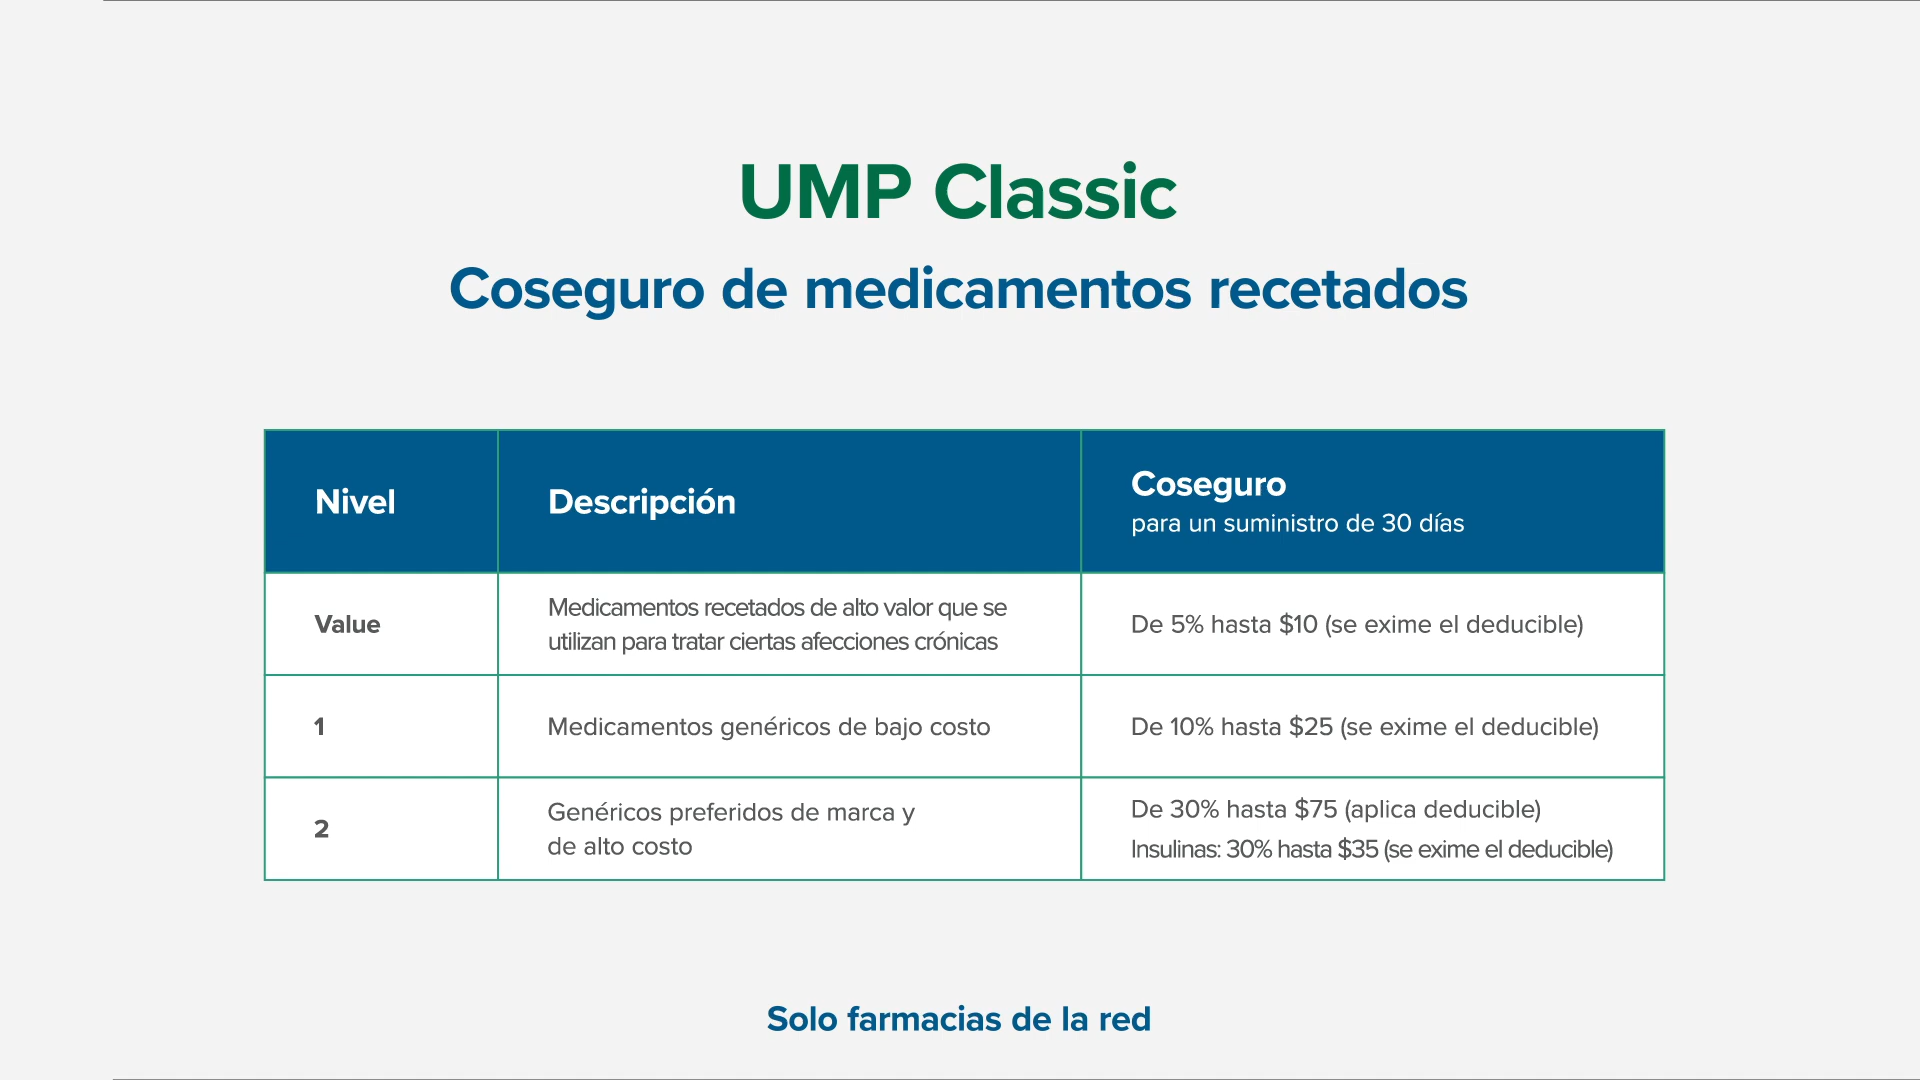 UMP Classic
Coseguro de medicamentos recetados
Nivel
Descripción
Coseguro
para un suministro de 30 días
Value
Medicamentos recetados de alto valor que se
utilizan para tratar ciertas afecciones crónicas
De 5% hasta $10 (se exime el deducible)
1
Medicamentos genéricos de bajo costo
De 10% hasta $25 (se exime el deducible)
2
Genéricos preferidos de marca y
de alto costo
De 30% hasta $75 (aplica deducible)
Insulinas: 30% hasta $35 (se exime el deducible)
Solo farmacias de la red